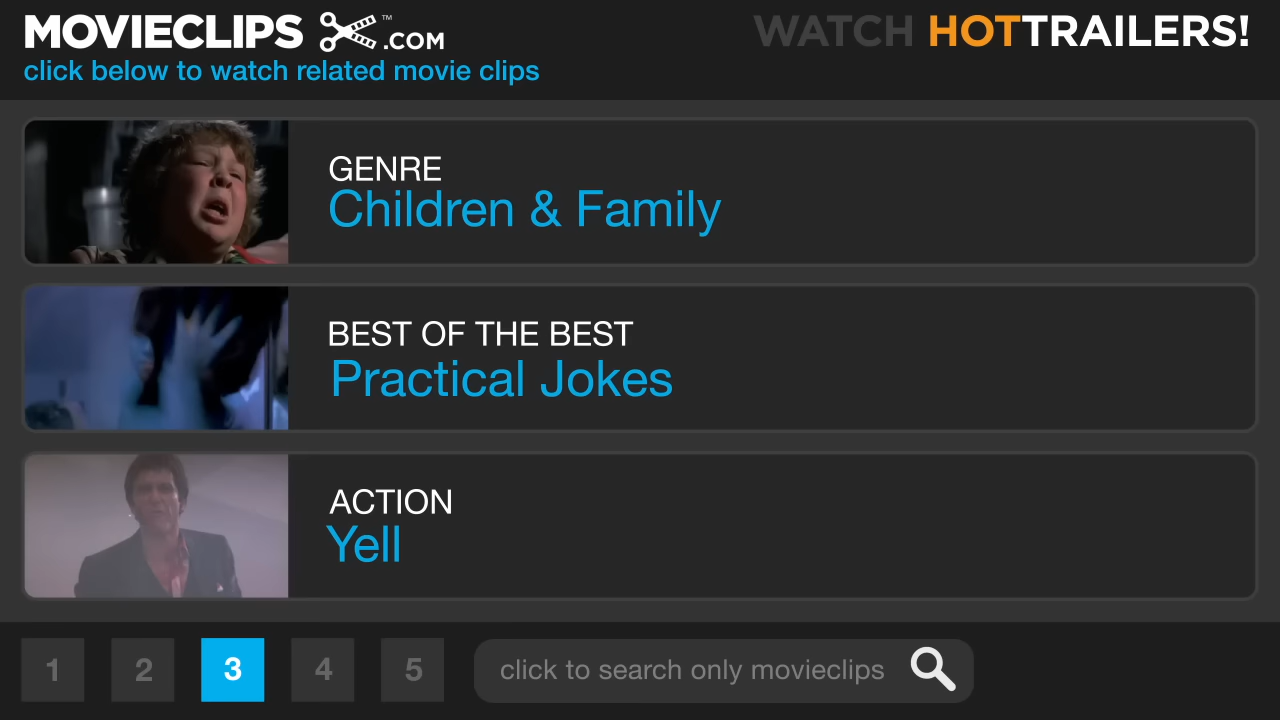 MOVIECLIPS ™ .COM
WATCH HOTTRAILERS!
click below to watch related movie clips
GENRE
Children & Family
BEST OF THE BEST
Practical Jokes
ACTION
Yell
1 2 3 4 5
click to search only movieclips